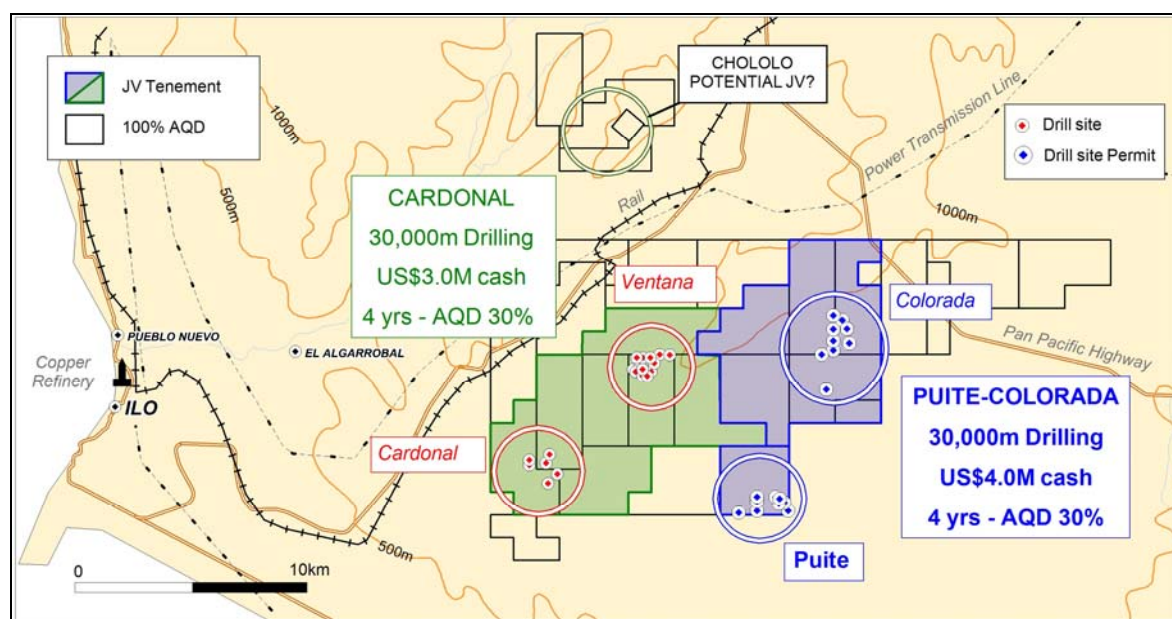 JV Tenement
100% AQD
CHOLOLO
POTENTIAL JV?
Drill site
Drill site Permit
Power Transmission Line
1000m
500m
Rail
1000m
CARDONAL
30,000m Drilling
US$3.0M cash
4 yrs - AQD 30%
Ventana
Colorada
PUEBLO NUEVO
EL ALGARROBAL
Copper
Refinery
ILO
Pan Pacific Highway
PUITE-COLORADA
30,000m Drilling
US$4.0M cash
4 yrs - AQD 30%
Cardonal
500m
Puite
0
10km